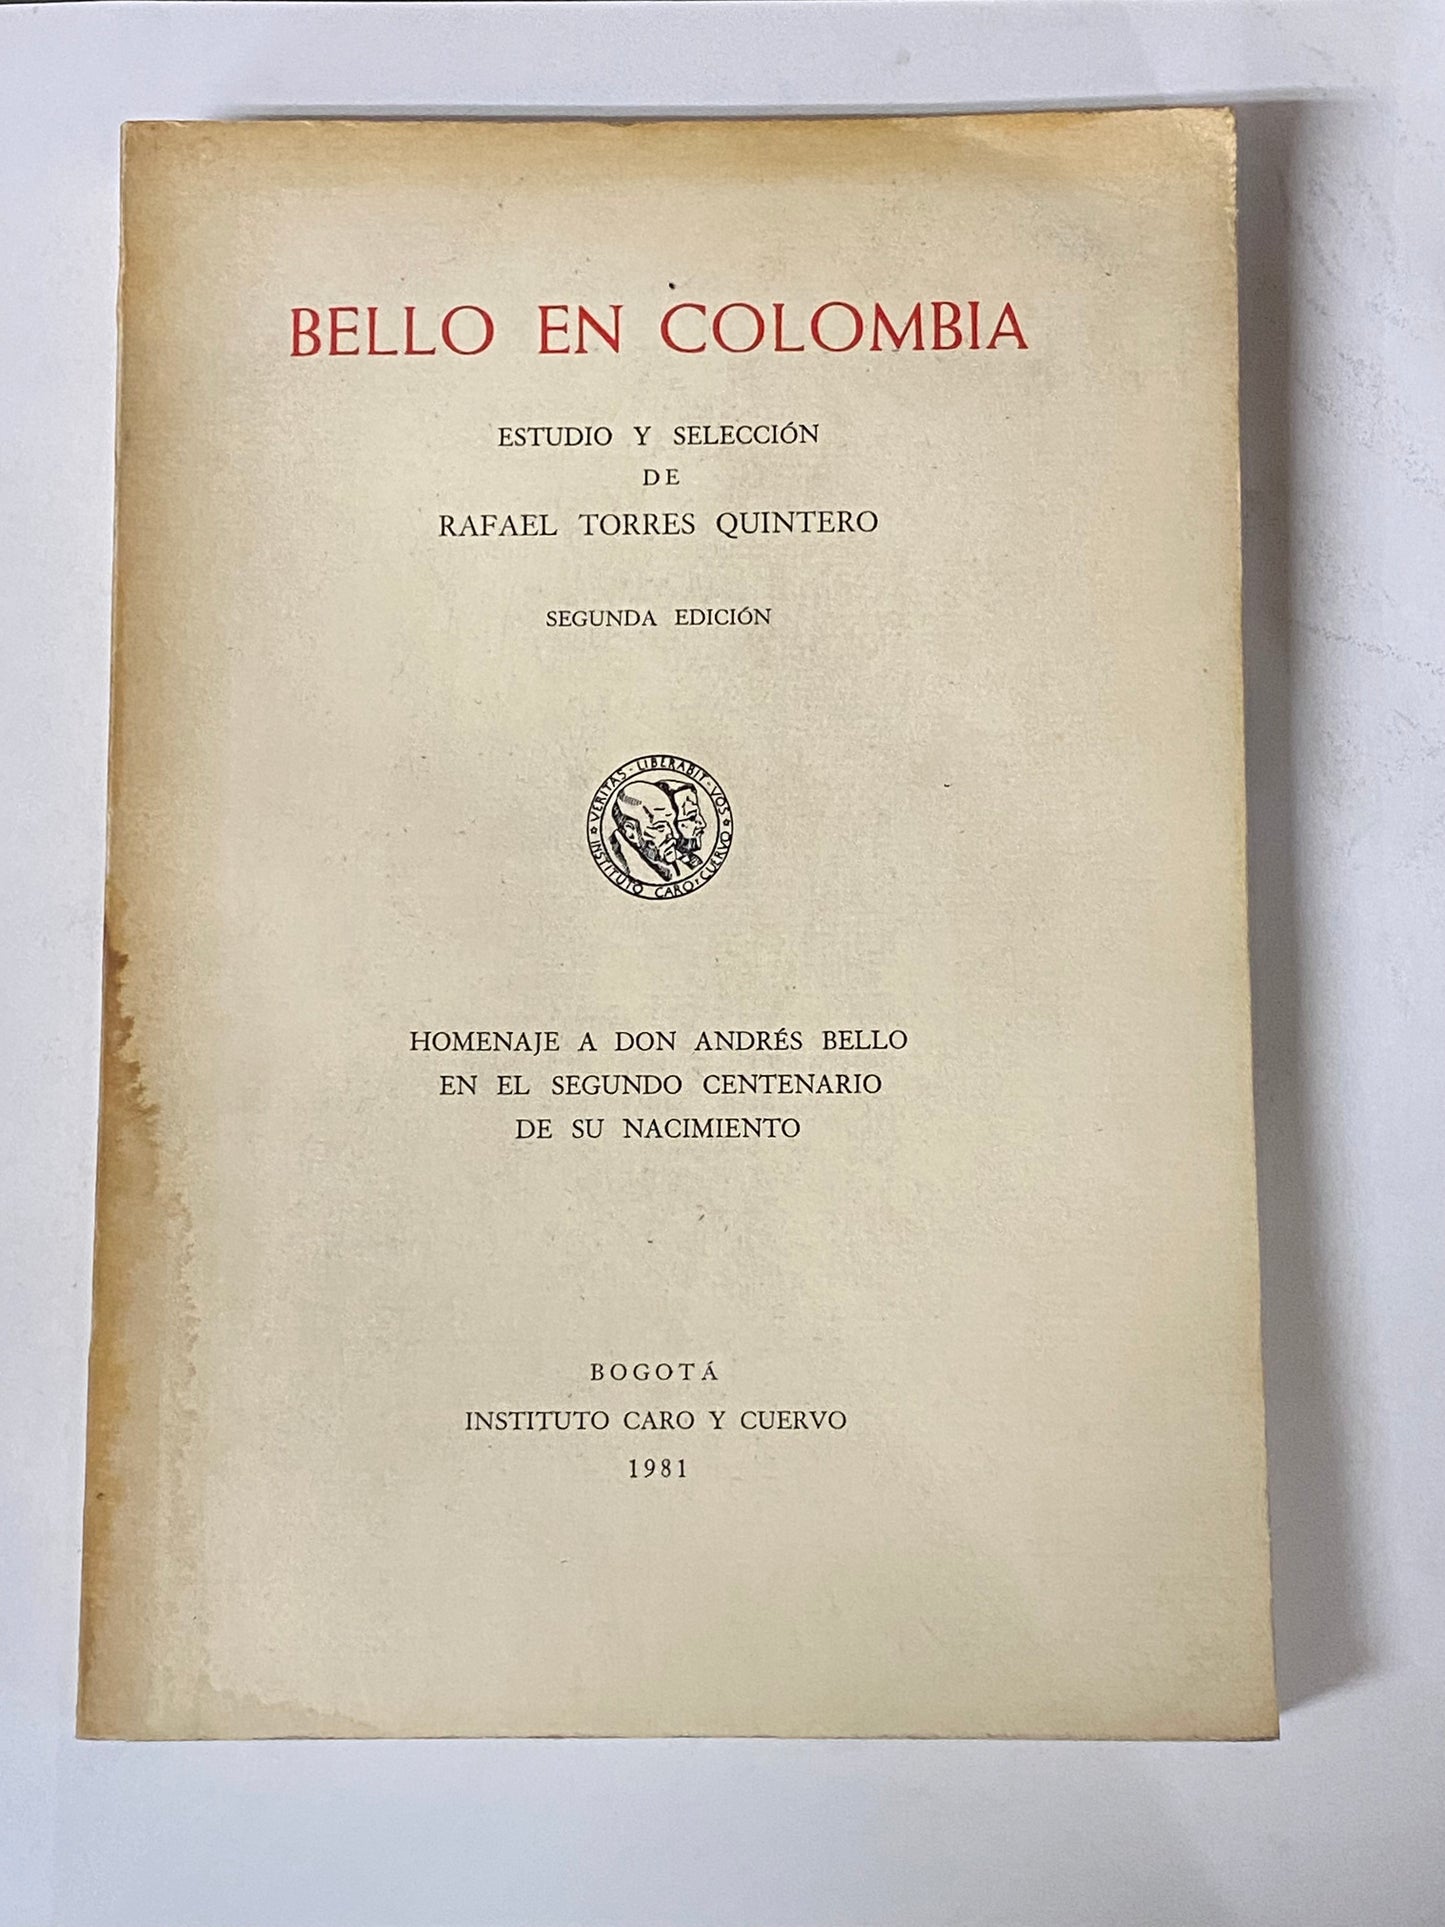 BELLO EN COLOMBIA
ESTUDIO Y SELECCIÓN
DE
RAFAEL TORRES QUINTERO
SEGUNDA EDICIÓN
VERITAS - LIBERABIT - VOS
INSTITUTO CARO Y CUERVO
HOMENAJE A DON ANDRÉS BELLO
EN EL SEGUNDO CENTENARIO
DE SU NACIMIENTO
BOGOTÁ
INSTITUTO CARO Y CUERVO
1981